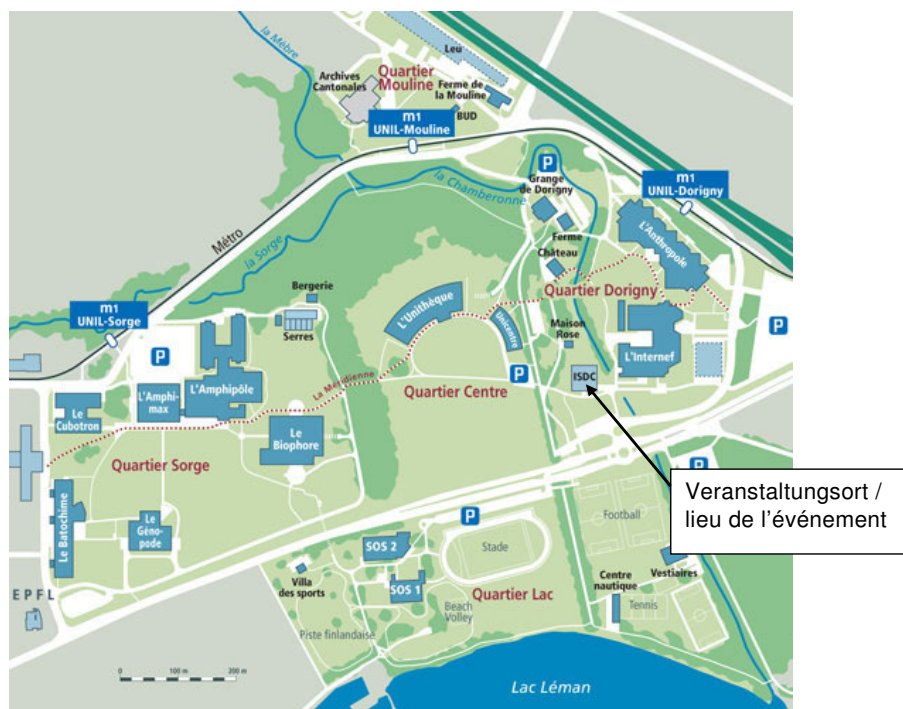 la Mèbre
Leu
Archives
Cantonales
Quartier
Mouline
Ferme de
la Mouline
BUD
m1
UNIL-Mouline
P
Grange
de Dorigny
m1
UNIL-Dorigny
la Chamberonne
Métro
la Sorge
Ferme
Château
L'Anthropole
Bergerie
Quartier Dorigny
L'Unithèque
m1
UNIL-Sorge
Serres
Unicentre
Maison
Rose
P
P
L'Internef
L'Amphipôle
La Méridienne
P
ISDC
L'Amphi-
max
Quartier Centre
Le
Cubotron
Le
Biophore
Quartier Sorge
P
Veranstaltungsort /
lieu de l'événement
Football
P
Le Batochime
Le
Géno-
pode
SOS 2
Stade
Vestiaires
Villa
des sports
SOS 1
Quartier Lac
Centre
nautique
EPFL
Beach
Volley
Tennis
Piste finlandaise
0 100 m 200 m
Lac Léman